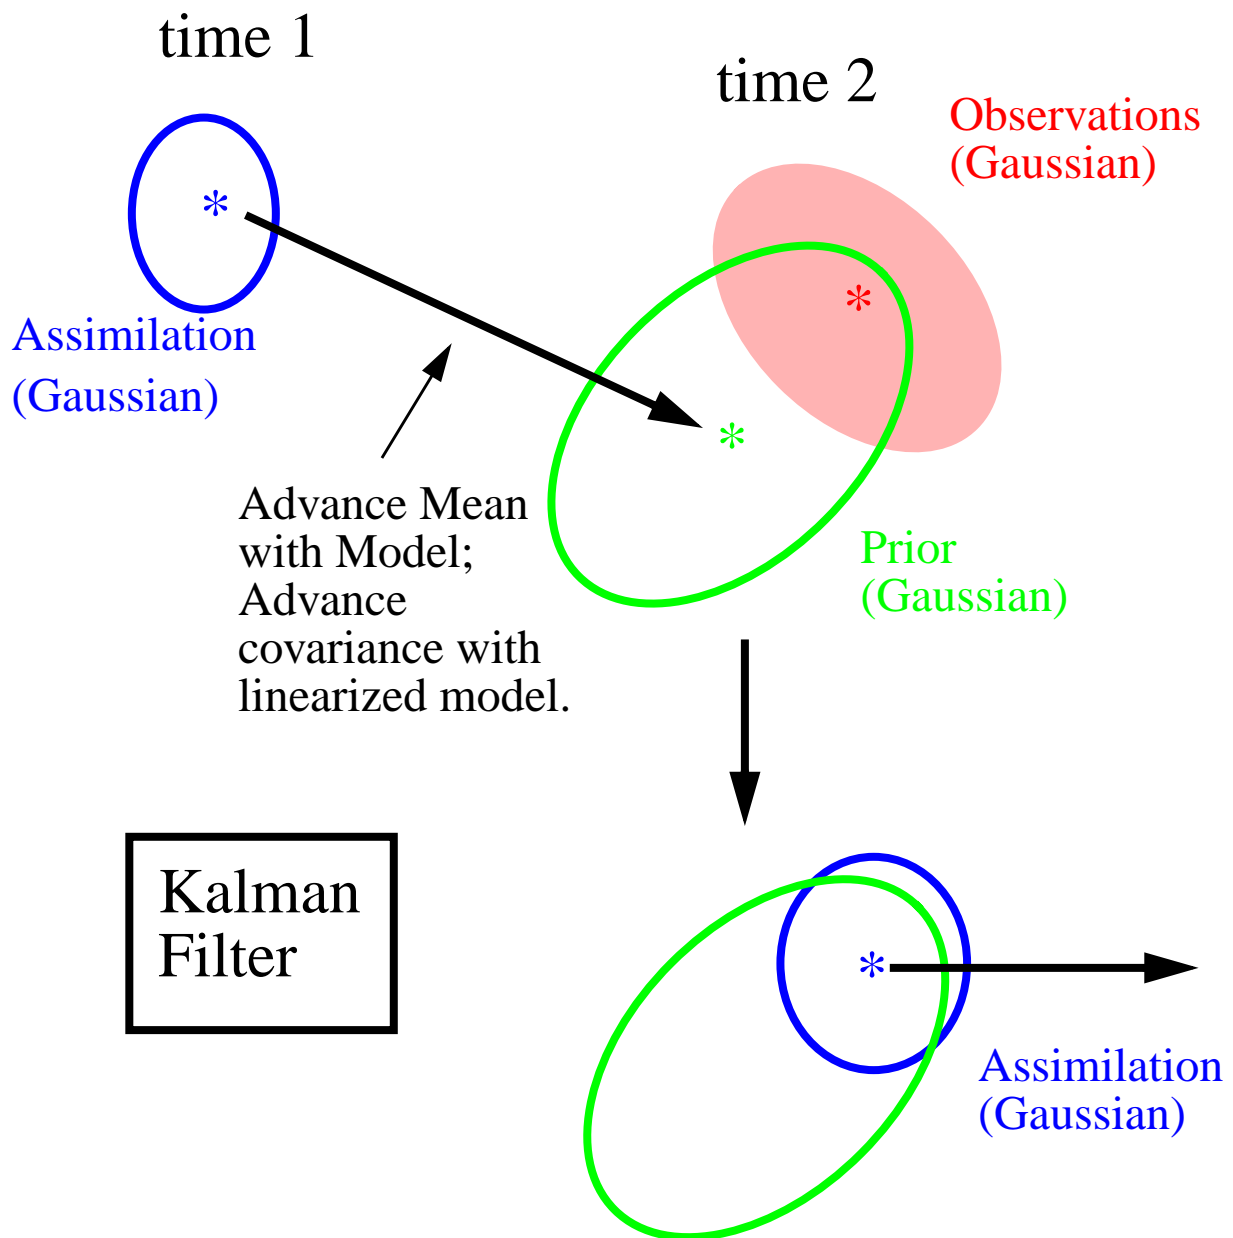 time 1
time 2
Observations
(Gaussian)
*
*
Assimilation
(Gaussian)
*
Advance Mean
with Model;
Advance
covariance with
linearized model.
Prior
(Gaussian)
Kalman
Filter
*
Assimilation
(Gaussian)